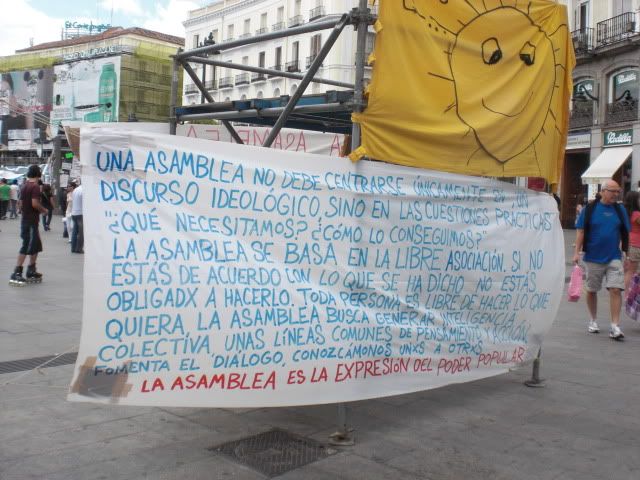 El Corte Inglés
UNA ASAMBLEA NO DEBE CENTRARSE ÚNICAMENTE EN UN
DISCURSO IDEOLÓGICO, SINO EN LAS CUESTIONES PRÁCTICAS
"¿QUÉ NECESITAMOS? ¿CÓMO LO CONSEGUIMOS?"
LA ASAMBLEA SE BASA EN LA LIBRE ASOCIACIÓN. SI NO
ESTÁS DE ACUERDO CON LO QUE SE HA DICHO NO ESTÁS
OBLIGADX A HACERLO. TODA PERSONA ES LIBRE DE HACER LO QUE
QUIERA, LA ASAMBLEA BUSCA GENERAR INTELIGENCIA
COLECTIVA UNAS LÍNEAS COMUNES DE PENSAMIENTO Y ACCIÓN
FOMENTA EL DIÁLOGO, CONOZCÁMONOS UNXS A OTRXS
LA ASAMBLEA ES LA EXPRESIÓN DEL PODER POPULAR